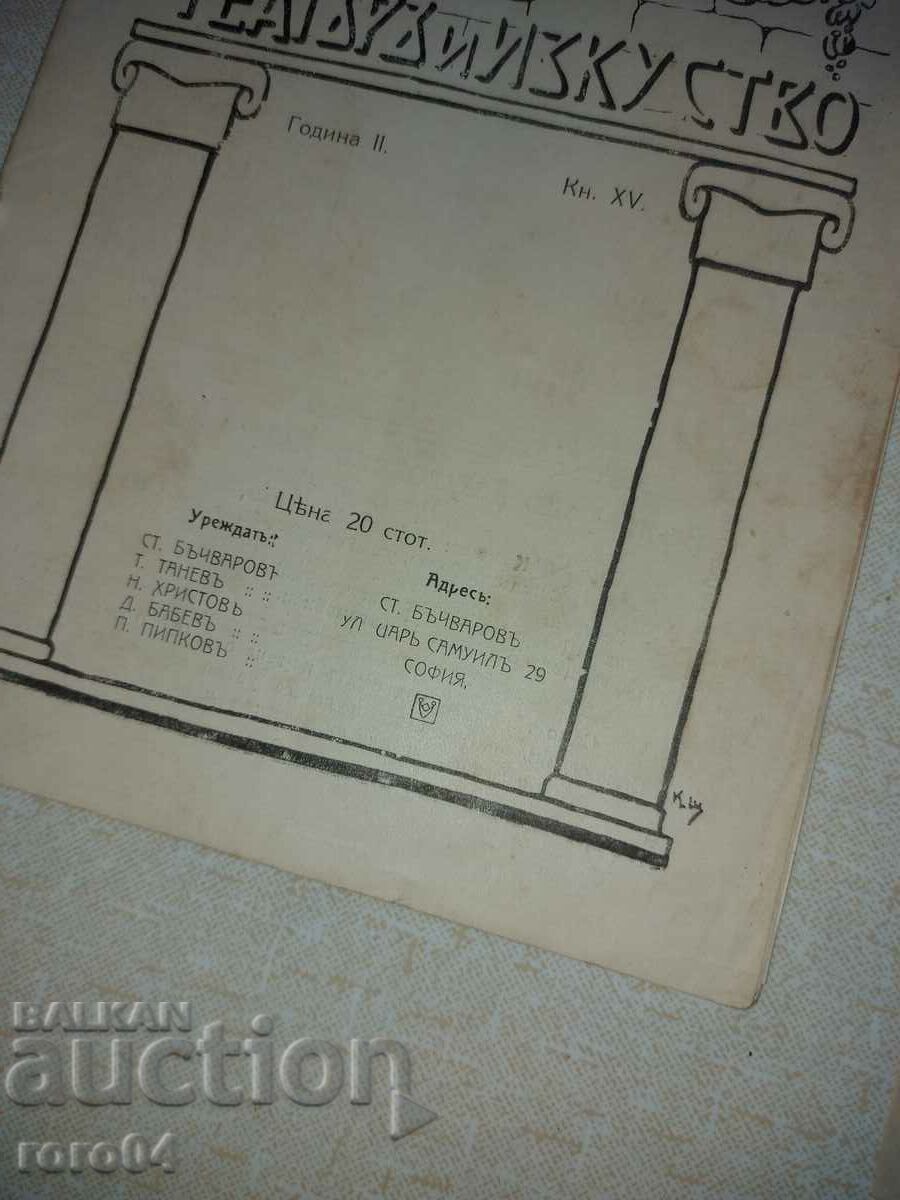 ТЕАТЪРЪ И ИЗКУСТВО
Година II.
Кн. XV.
Цѣна 20 стот.
Уреждатъ:
СТ. БЪЧВАРОВЪ
Т. ТАНЕВЪ
Н. ХРИСТОВЪ
Д. БАБЕВЪ
П. ПИПКОВЪ
Адресъ:
СТ. БЪЧВАРОВЪ
УЛ ЦАРЬ САМУИЛЪ 29
СОФИЯ,
К.Щ
BALKAN
auction
roro04